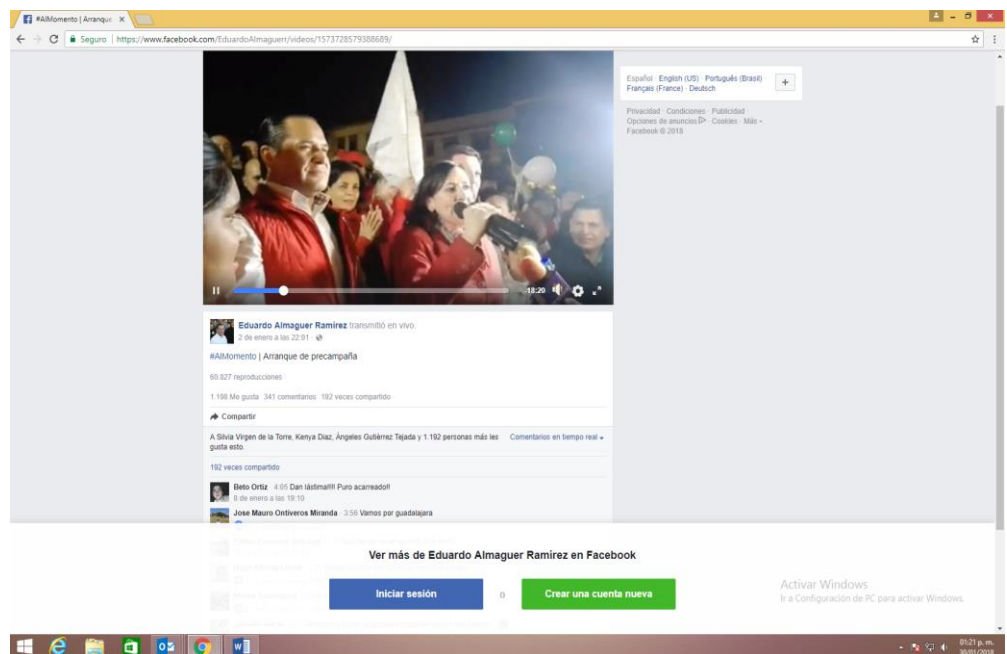 #AlMomento | Arranque
Seguro | https://www.facebook.com/EduardoAlmaguerr/videos/1573728579388689/
Español · English (US) · Português (Brasil)
Français (France) · Deutsch
+
Privacidad · Condiciones · Publicidad
Opciones de anuncios · Cookies · Más
Facebook © 2018
-18:20
Eduardo Almaguer Ramirez transmitió en vivo.
2 de enero a las 22:01
#AlMomento | Arranque de precampaña
60.827 reproducciones
1.198 Me gusta 341 comentarios 192 veces compartido
Compartir
A Silvia Virgen de la Torre, Kenya Diaz, Ángeles Gutiérrez Tejada y 1.192 personas más les
gusta esto.
Comentarios en tiempo real
192 veces compartido
Beto Ortiz · 4:05 Dan lástima!!!! Puro acarreado!!
8 de enero a las 19:10
Jose Mauro Ontiveros Miranda · 3:56 Vamos por guadalajara
Ver más de Eduardo Almaguer Ramirez en Facebook
Iniciar sesión
o
Crear una cuenta nueva
Activar Windows
Ir a Configuración de PC para activar Windows.
01:21 p. m.
30/01/2018